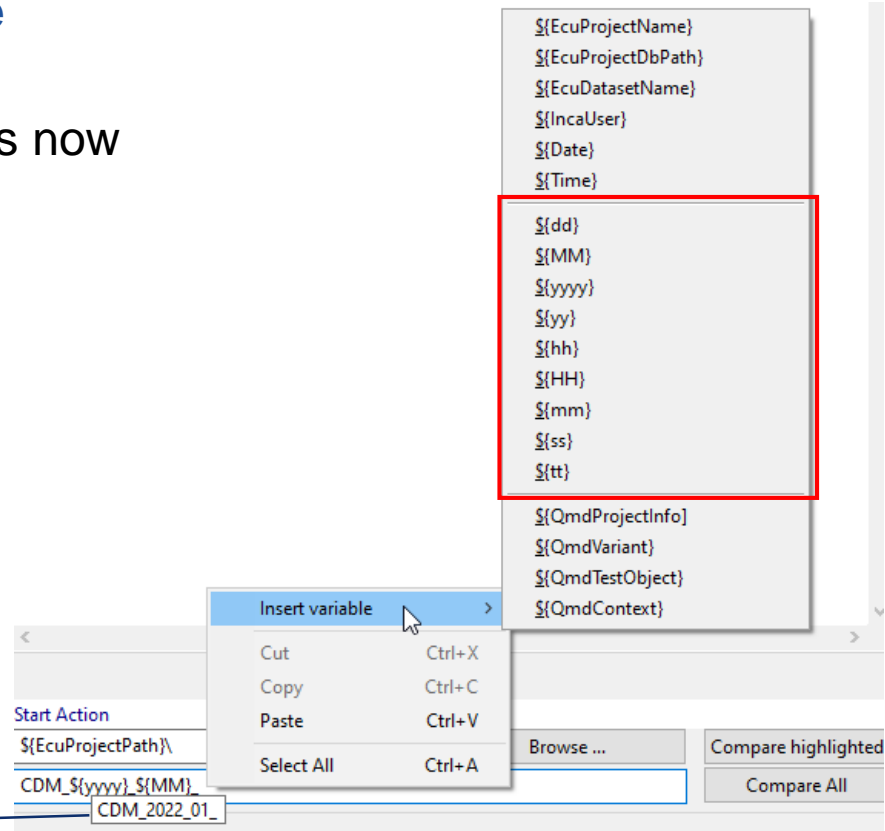 e
s now
${EcuProjectName}
${EcuProjectDbPath}
${EcuDatasetName}
${IncaUser}
${Date}
${Time}
${dd}
${MM}
${yyyy}
${yy}
${hh}
${HH}
${mm}
${ss}
${tt}
${QmdProjectInfo]
${QmdVariant}
${QmdTestObject}
${QmdContext}
Insert variable >
Cut Ctrl+X
Copy Ctrl+C
Paste Ctrl+V
Select All Ctrl+A
Start Action
${EcuProjectPath}\ Browse ... Compare highlighted
CDM_${yyyy}_${MM}_ Compare All
CDM_2022_01_